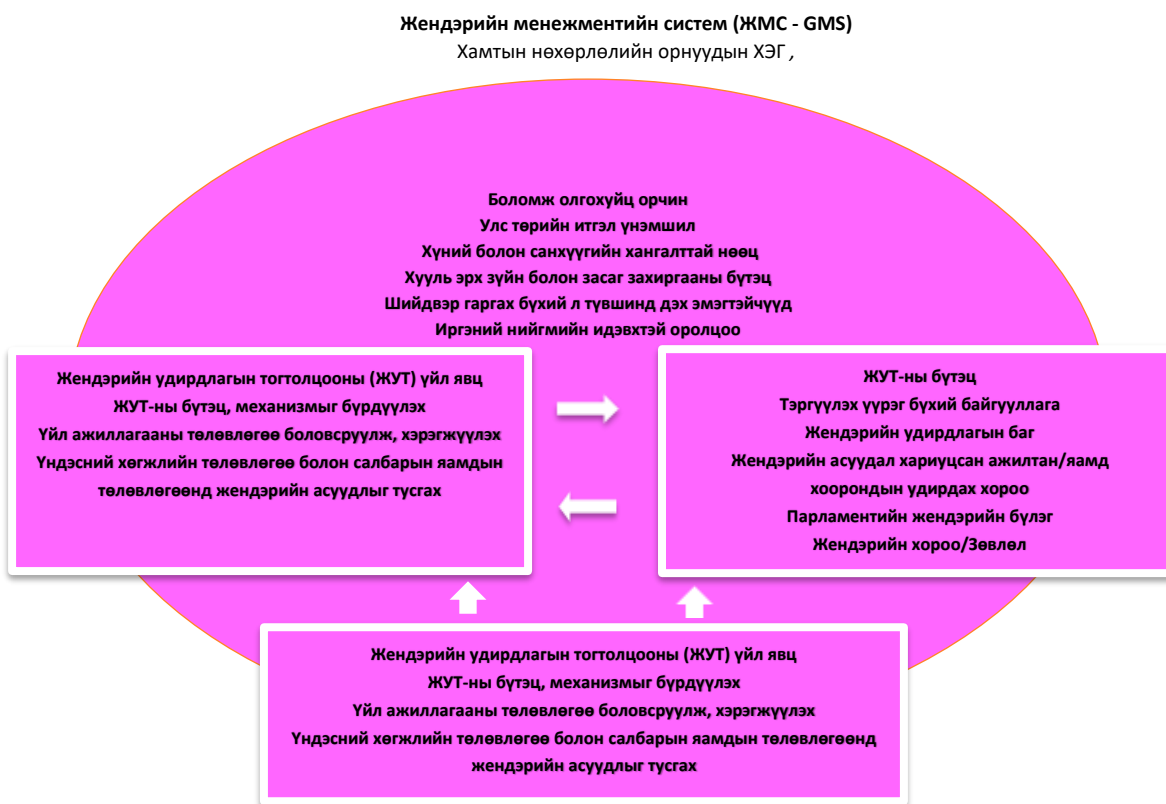 Жендэрийн менежментийн систем (ЖМС - GMS)
Хамтын нөхөрлөлийн орнуудын ХЭГ,
Боломж олгохуйц орчин
Улс төрийн итгэл үнэмшил
Хүний болон санхүүгийн хангалттай нөөц
Хууль эрх зүйн болон засаг захиргааны бүтэц
Шийдвэр гаргах бүхий л түвшинд дэх эмэгтэйчүүд
Иргэний нийгмийн идэвхтэй оролцоо
Жендэрийн удирдлагын тогтолцооны (ЖУТ) үйл явц
ЖУТ-ны бүтэц, механизмыг бүрдүүлэх
Үйл ажиллагааны төлөвлөгөө боловсруулж, хэрэгжүүлэх
Үндэсний хөгжлийн төлөвлөгөө болон салбарын яамдын
төлөвлөгөөнд жендэрийн асуудлыг тусгах
ЖУТ-ны бүтэц
Тэргүүлэх үүрэг бүхий байгууллага
Жендэрийн удирдлагын баг
Жендэрийн асуудал хариуцсан ажилтан/яамд
хоорондын удирдах хороо
Парламентийн жендэрийн бүлэг
Жендэрийн хороо/Зөвлөл
Жендэрийн удирдлагын тогтолцооны (ЖУТ) үйл явц
ЖУТ-ны бүтэц, механизмыг бүрдүүлэх
Үйл ажиллагааны төлөвлөгөө боловсруулж, хэрэгжүүлэх
Үндэсний хөгжлийн төлөвлөгөө болон салбарын яамдын төлөвлөгөөнд
жендэрийн асуудлыг тусгах